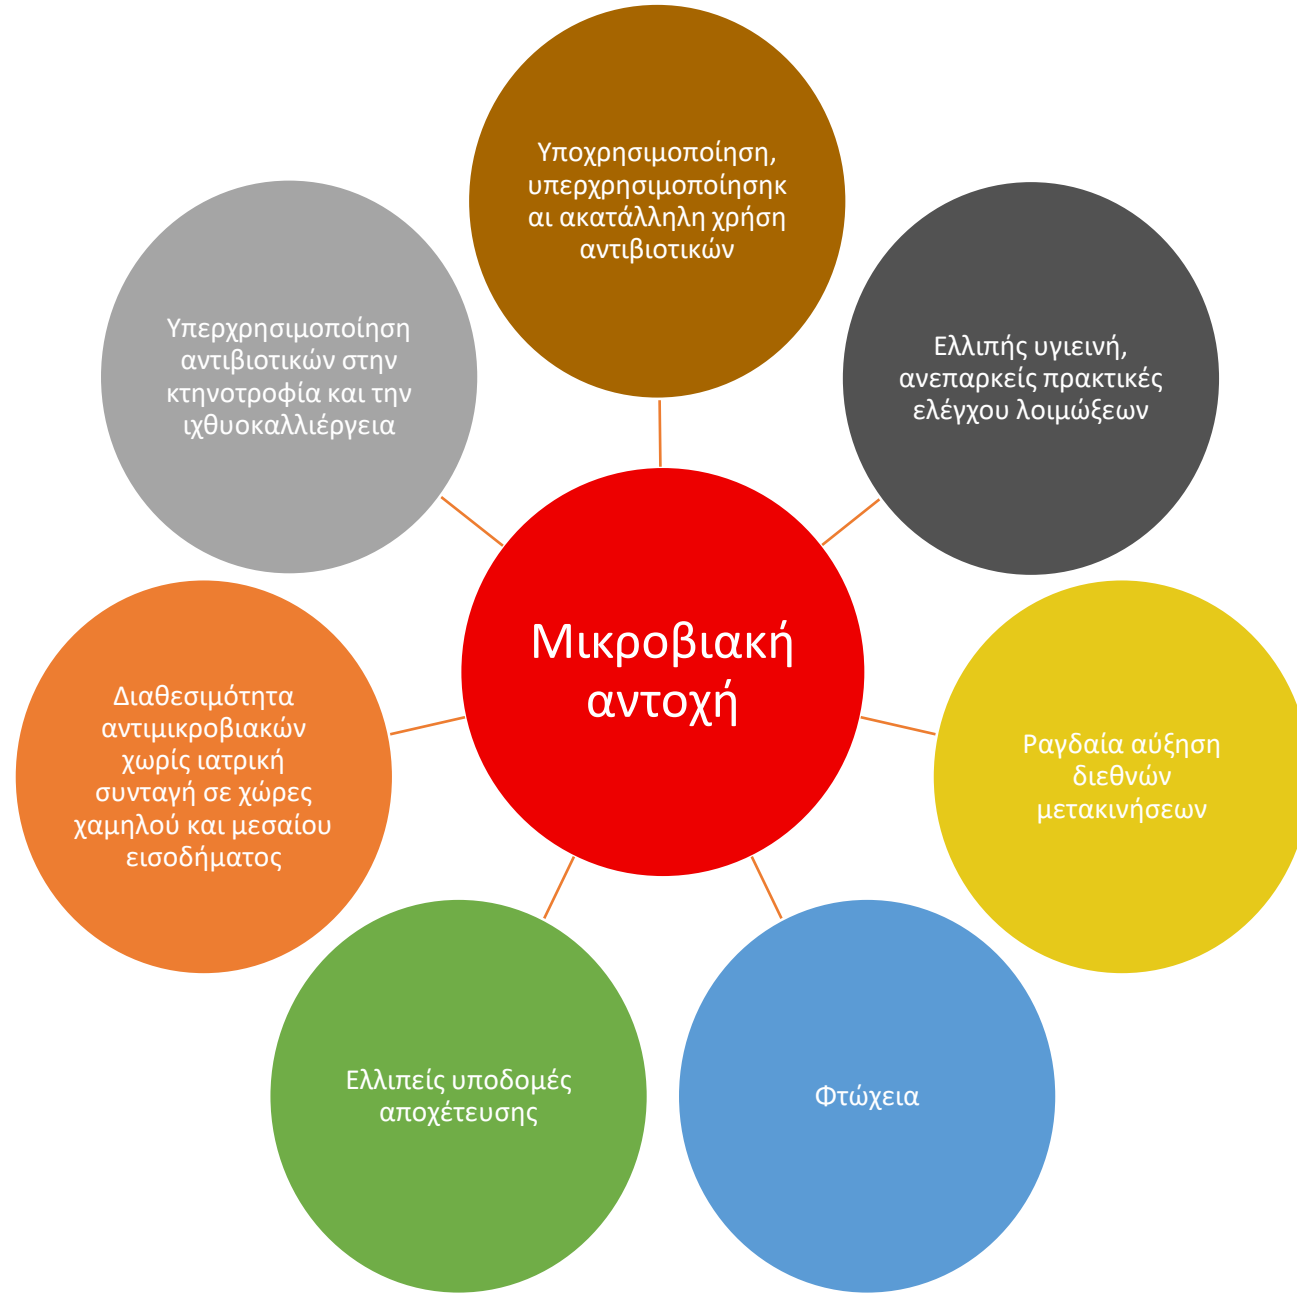 Υποχρησιμοποίηση,
υπερχρησιμοποίησηκ
αι ακατάλληλη χρήση
αντιβιοτικών
Ελλιπής υγιεινή,
ανεπαρκείς πρακτικές
ελέγχου λοιμώξεων
Ραγδαία αύξηση
διεθνών
μετακινήσεων
Φτώχεια
Ελλιπείς υποδομές
αποχέτευσης
Διαθεσιμότητα
αντιμικροβιακών
χωρίς ιατρική
συνταγή σε χώρες
χαμηλού και μεσαίου
εισοδήματος
Υπερχρησιμοποίηση
αντιβιοτικών στην
κτηνοτροφία και την
ιχθυοκαλλιέργεια
Μικροβιακή
αντοχή